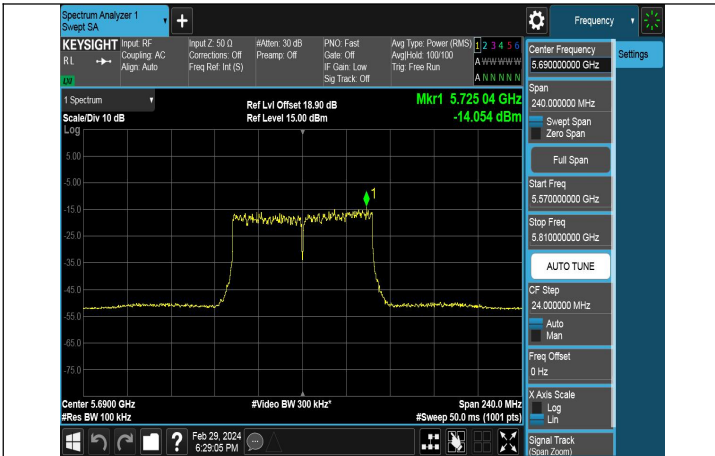 Spectrum Analyzer 1
Swept SA
+
Frequency
KEYSIGHT
RL
LXI
Input: RF
Coupling: AC
Align: Auto
Input Z: 50 Ω
Corrections: Off
Freq Ref: Int (S)
#Atten: 30 dB
Preamp: Off
PNO: Fast
Gate: Off
IF Gain: Low
Sig Track: Off
Avg Type: Power (RMS)
Avg|Hold: 100/100
Trig: Free Run
1 2 3 4 5 6
A W W W W W
A N N N N N
1 Spectrum
Scale/Div 10 dB
Log
Ref Lvl Offset 18.90 dB
Ref Level 15.00 dBm
Mkr1 5.725 04 GHz
-14.054 dBm
5.00
-5.00
-15.0
-25.0
-35.0
-45.0
-55.0
-65.0
-75.0
1
Center 5.6900 GHz
#Res BW 100 kHz
#Video BW 300 kHz*
Span 240.0 MHz
#Sweep 50.0 ms (1001 pts)
Feb 29, 2024
6:29:05 PM
?
Center Frequency
5.690000000 GHz
Span
240.000000 MHz
Swept Span
Zero Span
Full Span
Start Freq
5.570000000 GHz
Stop Freq
5.810000000 GHz
AUTO TUNE
CF Step
24.000000 MHz
Auto
Man
Freq Offset
0 Hz
X Axis Scale
Log
Lin
Signal Track
(Span Zoom)
Settings